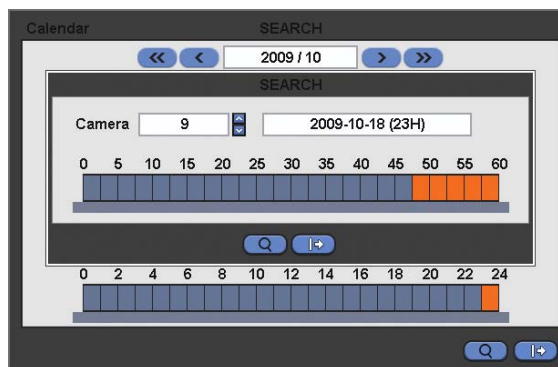 Calendar SEARCH
2009 / 10
SEARCH
Camera 9 2009-10-18 (23H)
0 5 10 15 20 25 30 35 40 45 50 55 60
0 2 4 6 8 10 12 14 16 18 20 22 24